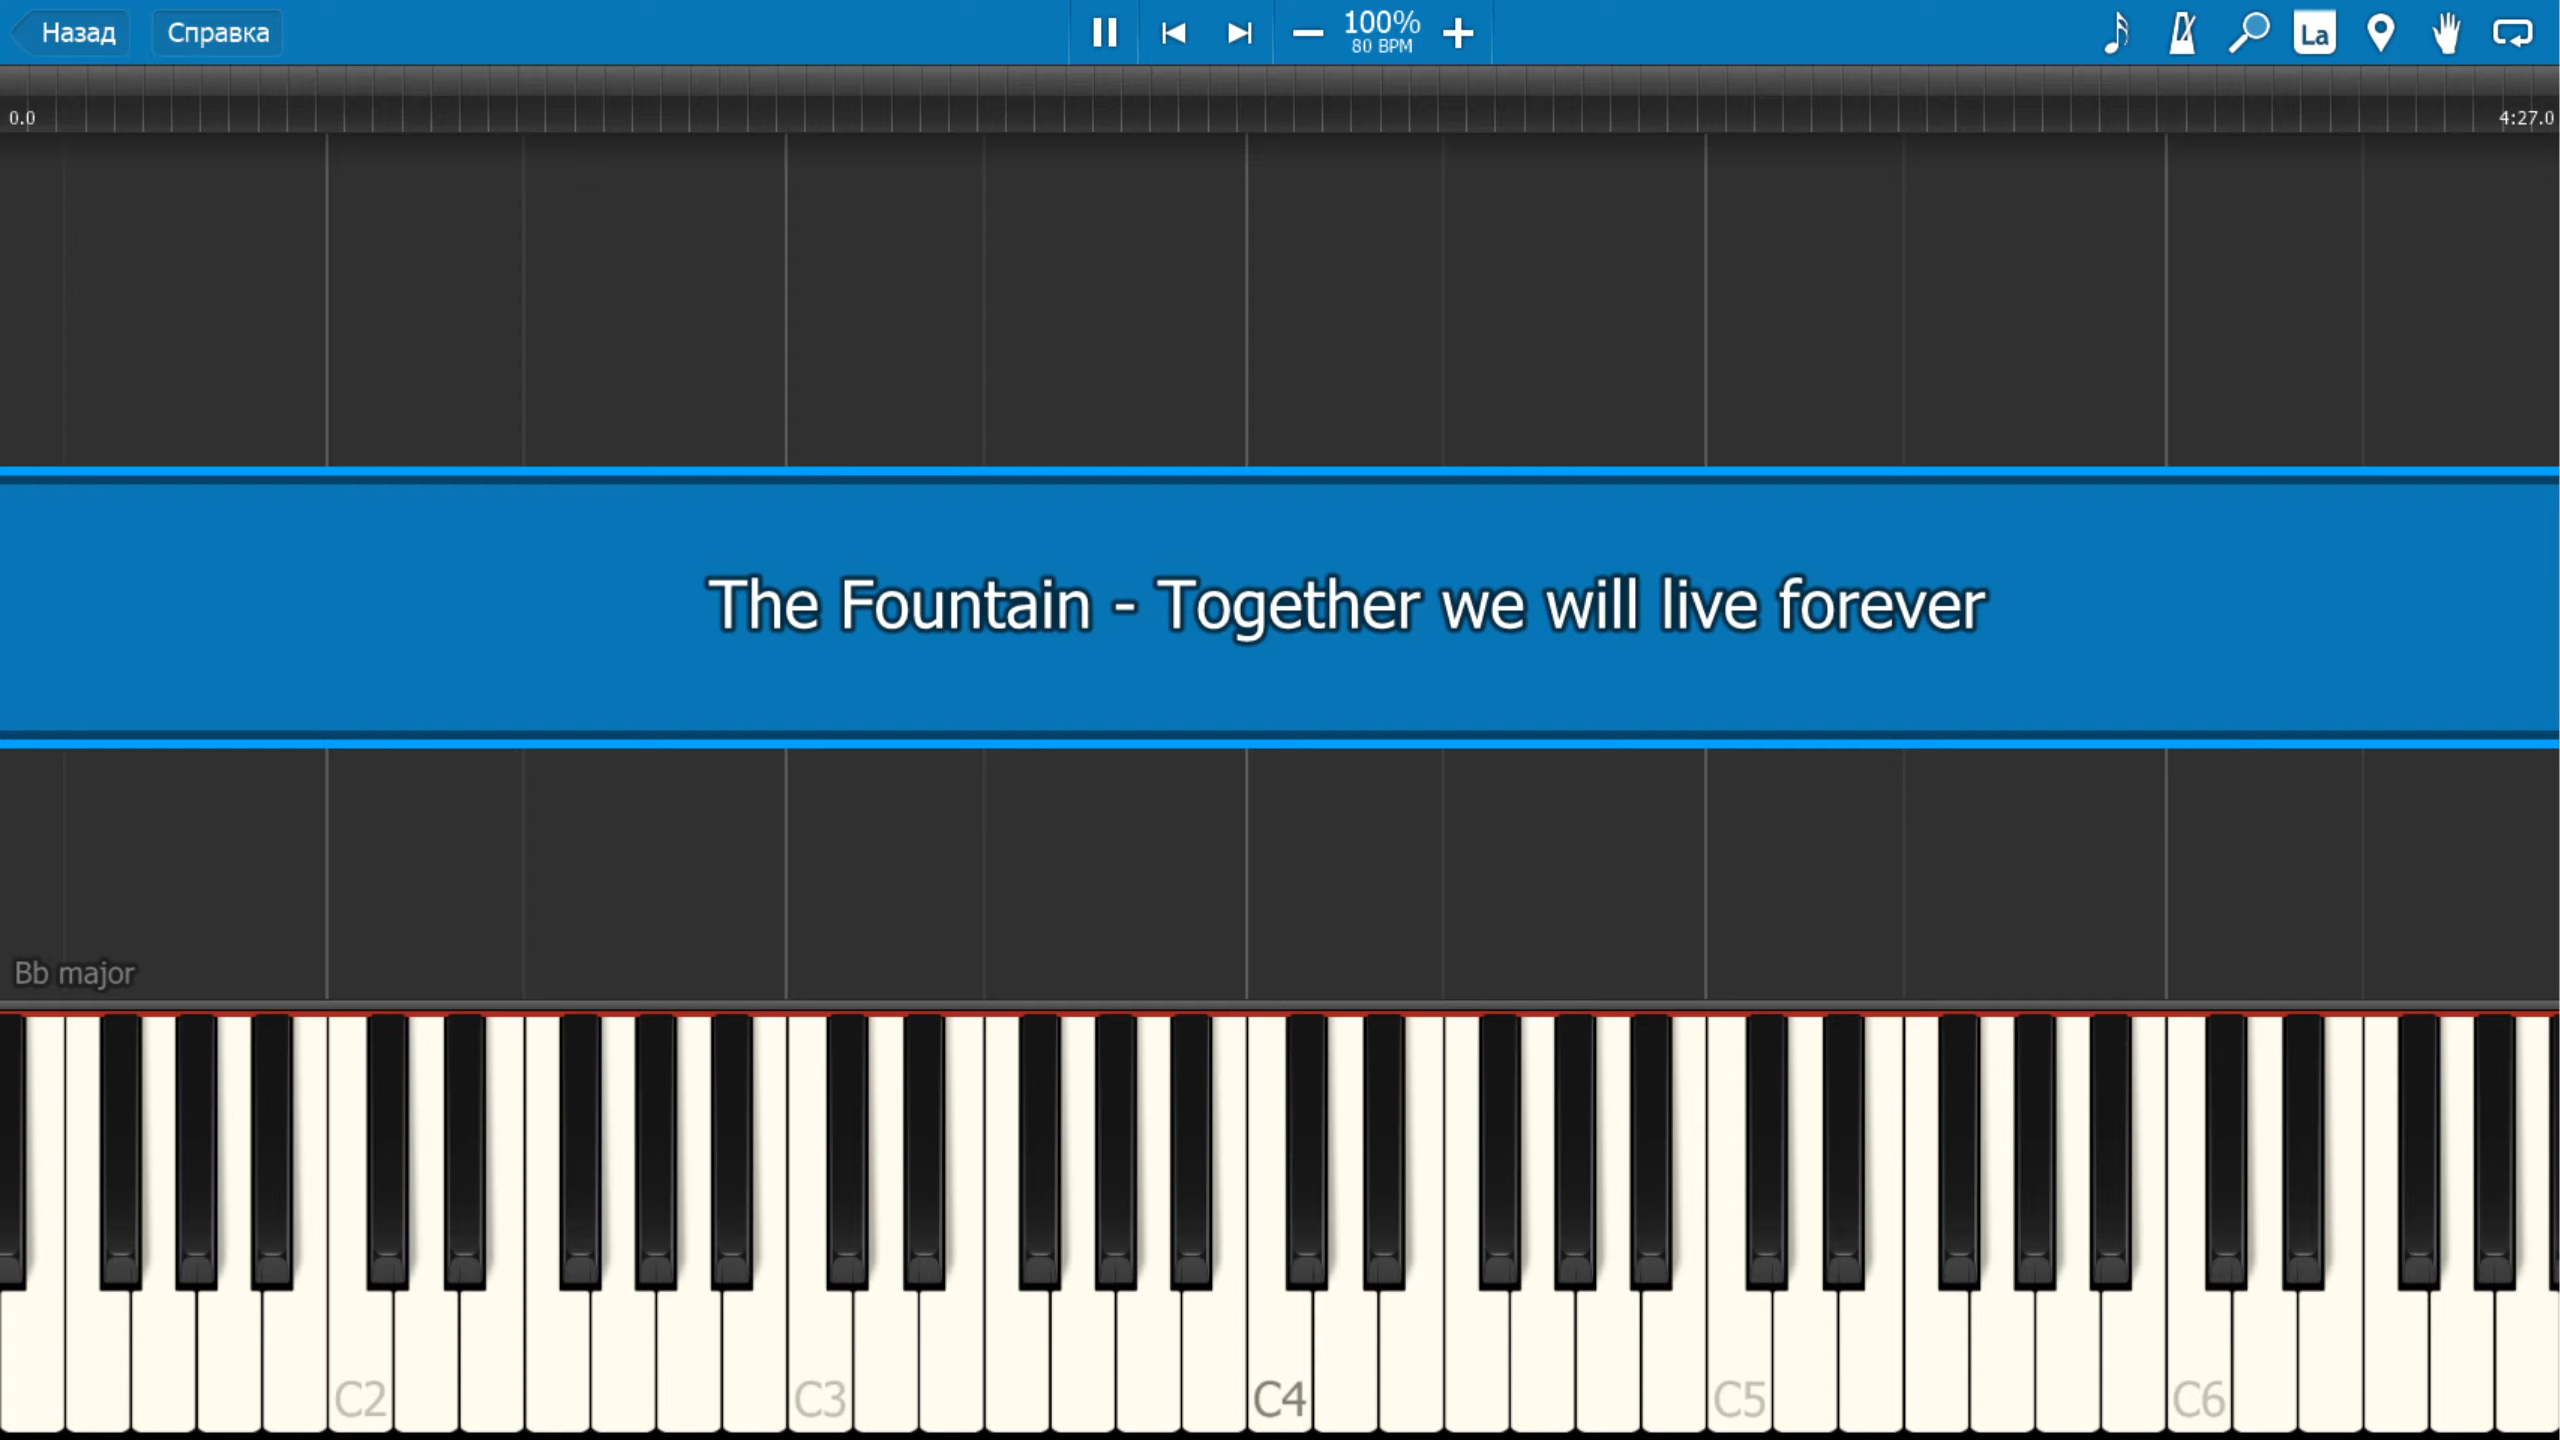 Назад
Справка
100%
80 BPM
La
0.0
4:27.0
The Fountain - Together we will live forever
Bb major
C2
C3
C4
C5
C6